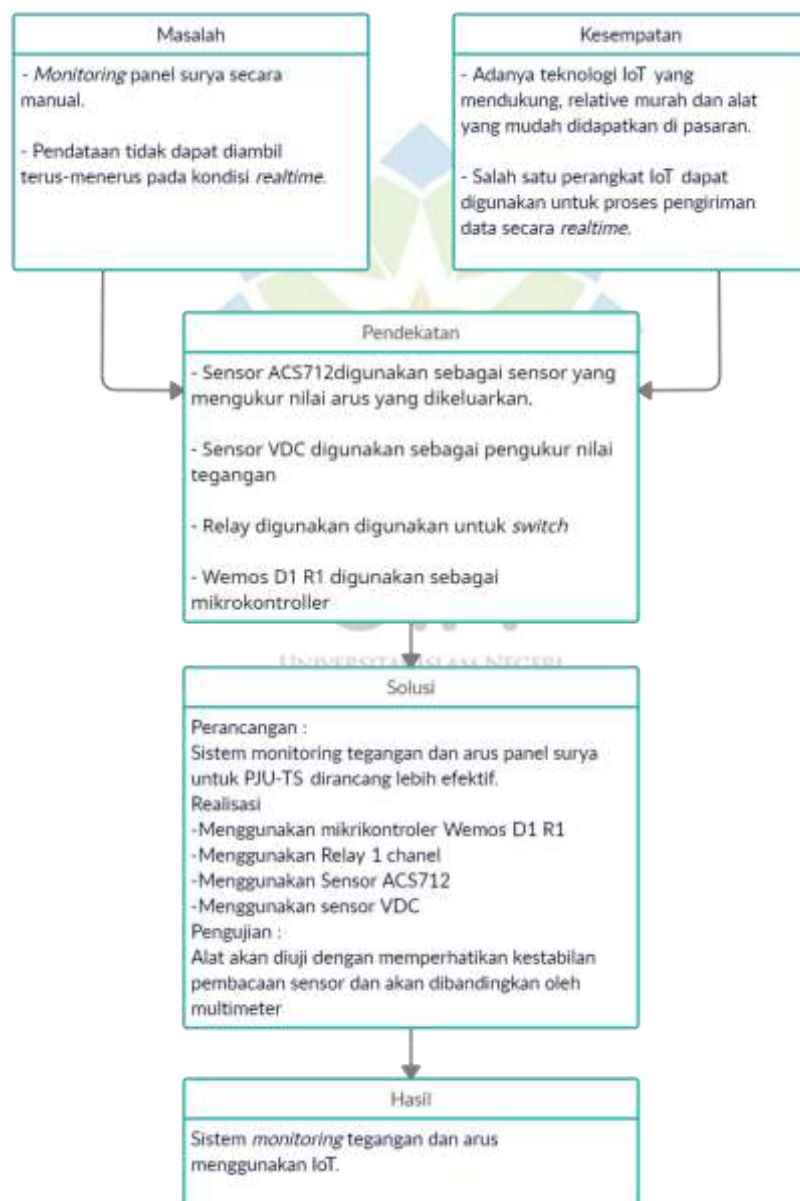 Masalah
- Monitoring panel surya secara
manual.
- Pendataan tidak dapat diambil
terus-menerus pada kondisi realtime.
Kesempatan
- Adanya teknologi IoT yang
mendukung, relative murah dan alat
yang mudah didapatkan di pasaran.
- Salah satu perangkat IoT dapat
digunakan untuk proses pengiriman
data secara realtime.
Pendekatan
- Sensor ACS712digunakan sebagai sensor yang
mengukur nilai arus yang dikeluarkan.
- Sensor VDC digunakan sebagai pengukur nilai
tegangan
- Relay digunakan digunakan untuk switch
- Wemos D1 R1 digunakan sebagai
mikrokontroller
UNIVERSITAS ISLAM NEGERI
Solusi
Perancangan :
Sistem monitoring tegangan dan arus panel surya
untuk PJU-TS dirancang lebih efektif.
Realisasi
-Menggunakan mikrikontroler Wemos D1 R1
-Menggunakan Relay 1 chanel
-Menggunakan Sensor ACS712
-Menggunakan sensor VDC
Pengujian :
Alat akan diuji dengan memperhatikan kestabilan
pembacaan sensor dan akan dibandingkan oleh
multimeter
Hasil
Sistem monitoring tegangan dan arus
menggunakan IoT.